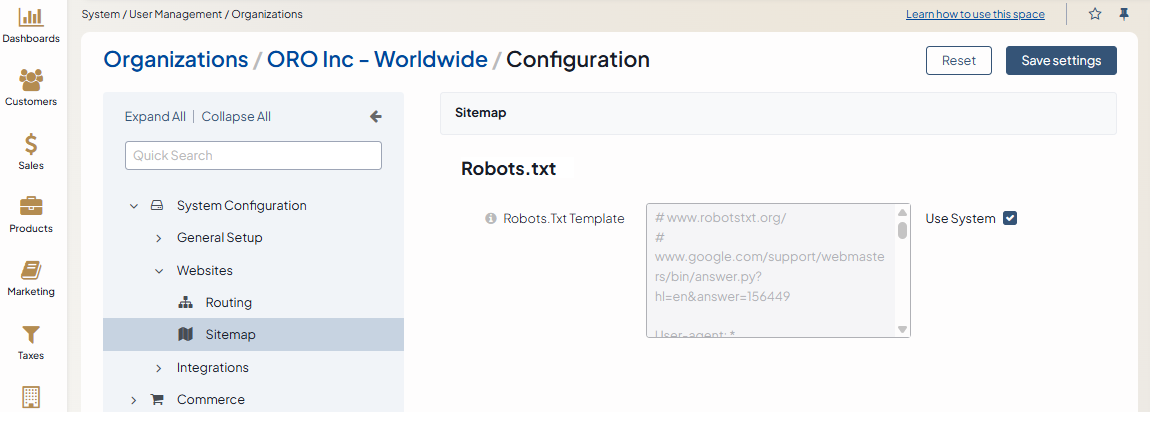 System / User Management / Organizations
Learn how to use this space
Dashboards
Customers
Sales
Products
Marketing
Taxes
Organizations / ORO Inc - Worldwide / Configuration
Reset
Save settings
Expand All | Collapse All
Quick Search
System Configuration
General Setup
Websites
Routing
Sitemap
Integrations
Commerce
Sitemap
Robots.txt
Robots.Txt Template
# www.robotstxt.org/
#
www.google.com/support/webmaste
rs/bin/answer.py?
hl=en&answer=156449
User-agent: *
Use System